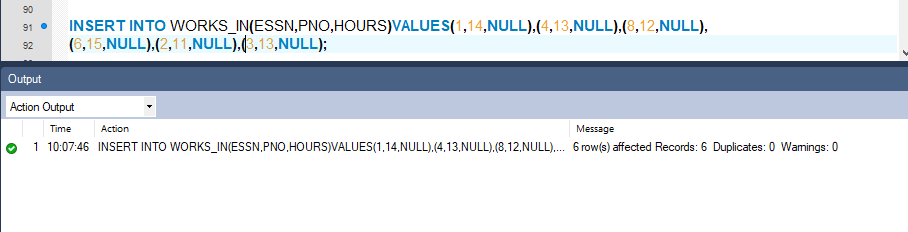 90
91 INSERT INTO WORKS_IN(ESSN,PNO,HOURS)VALUES(1,14,NULL),(4,13,NULL),(8,12,NULL),
92 (6,15,NULL),(2,11,NULL),(3,13,NULL);
Output
Action Output
Time Action Message
1 10:07:46 INSERT INTO WORKS_IN(ESSN,PNO,HOURS)VALUES(1,14,NULL),(4,13,NULL),(8,12,NULL),... 6 row(s) affected Records: 6 Duplicates: 0 Warnings: 0